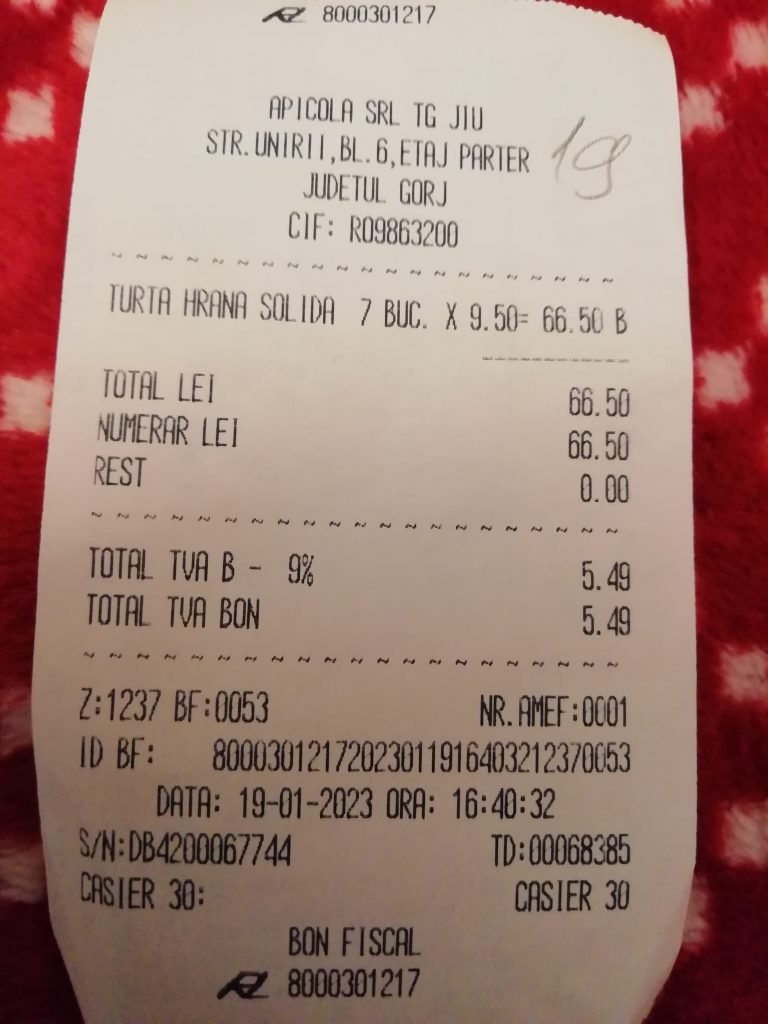 8000301217
APICOLA SRL TG JIU
19
STR.UNIRII,BL.6,ETAJ PARTER
JUDETUL GORJ
CIF: RO9863200
TURTA HRANA SOLIDA 7 BUC. X 9.50= 66.50 B
TOTAL LEI 66.50
NUMERAR LEI 66.50
REST 0.00
TOTAL TVA B - 9% 5.49
TOTAL TVA BON 5.49
Z:1237 BF:0053 NR.AMEF:0001
ID BF: 80003012172023011916403212370053
DATA: 19-01-2023 ORA: 16:40:32
S/N:DB4200067744 TD:00068385
CASIER 30: CASIER 30
BON FISCAL
8000301217